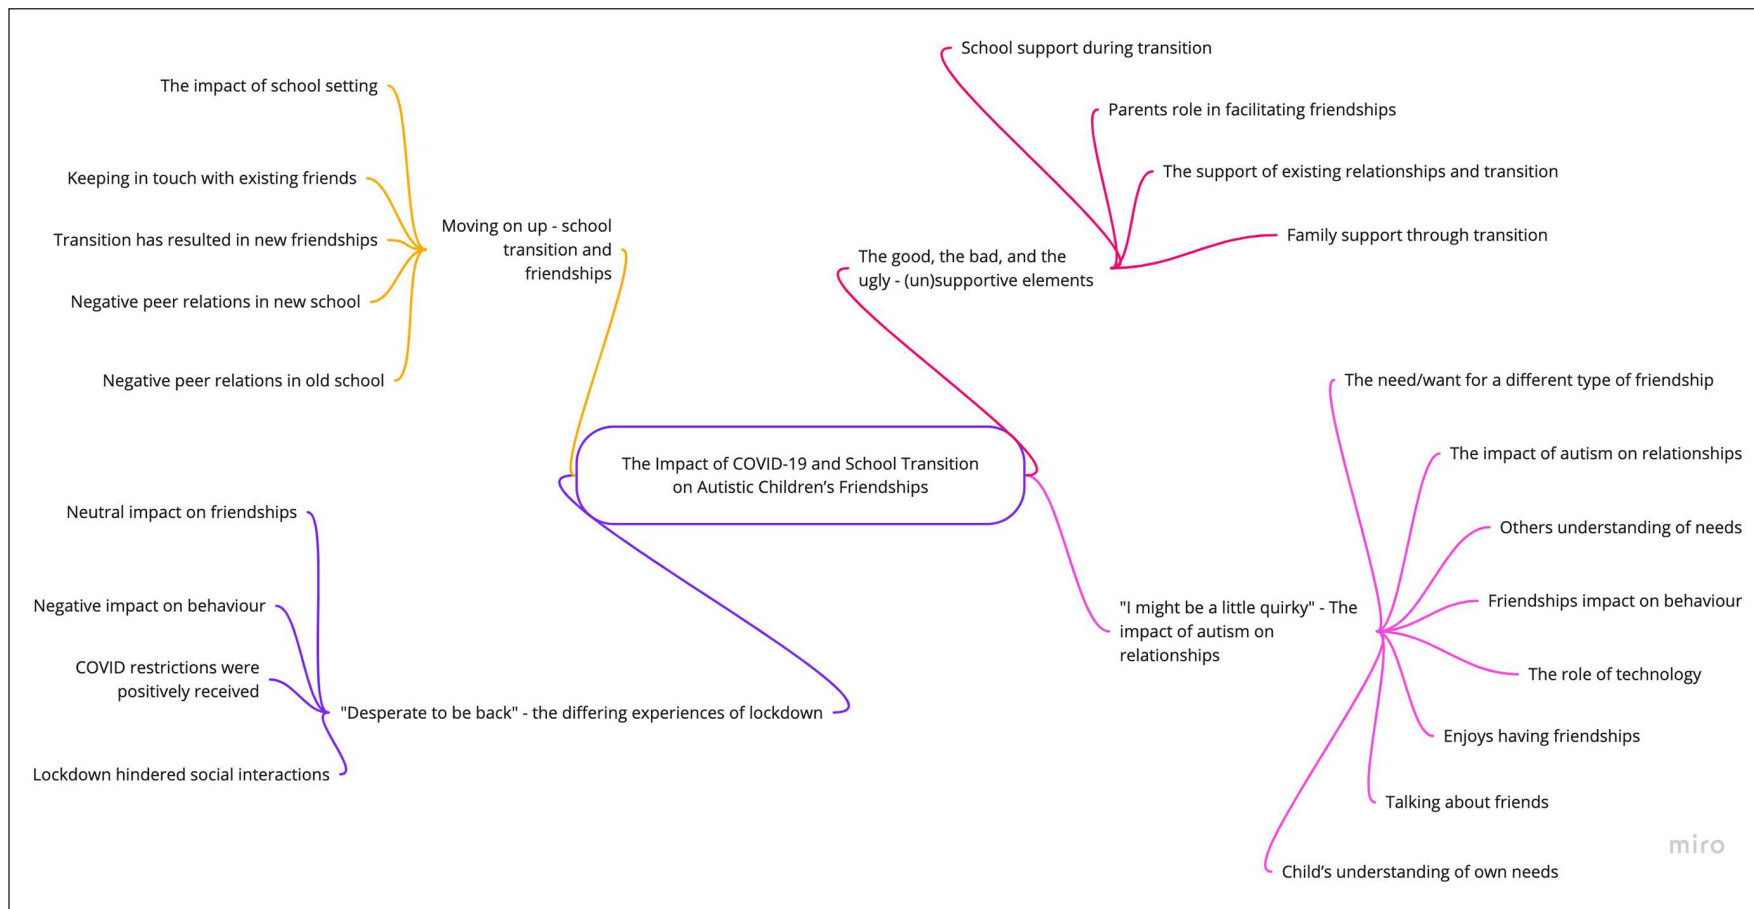 The Impact of COVID-19 and School Transition
on Autistic Children’s Friendships
Moving on up - school
transition and
friendships
The impact of school setting
Keeping in touch with existing friends
Transition has resulted in new friendships
Negative peer relations in new school
Negative peer relations in old school
"Desperate to be back" - the differing experiences of lockdown
Neutral impact on friendships
Negative impact on behaviour
COVID restrictions were
positively received
Lockdown hindered social interactions
The good, the bad, and the
ugly - (un)supportive elements
School support during transition
Parents role in facilitating friendships
The support of existing relationships and transition
Family support through transition
"I might be a little quirky" - The
impact of autism on
relationships
The need/want for a different type of friendship
The impact of autism on relationships
Others understanding of needs
Friendships impact on behaviour
The role of technology
Enjoys having friendships
Talking about friends
Child’s understanding of own needs
miro